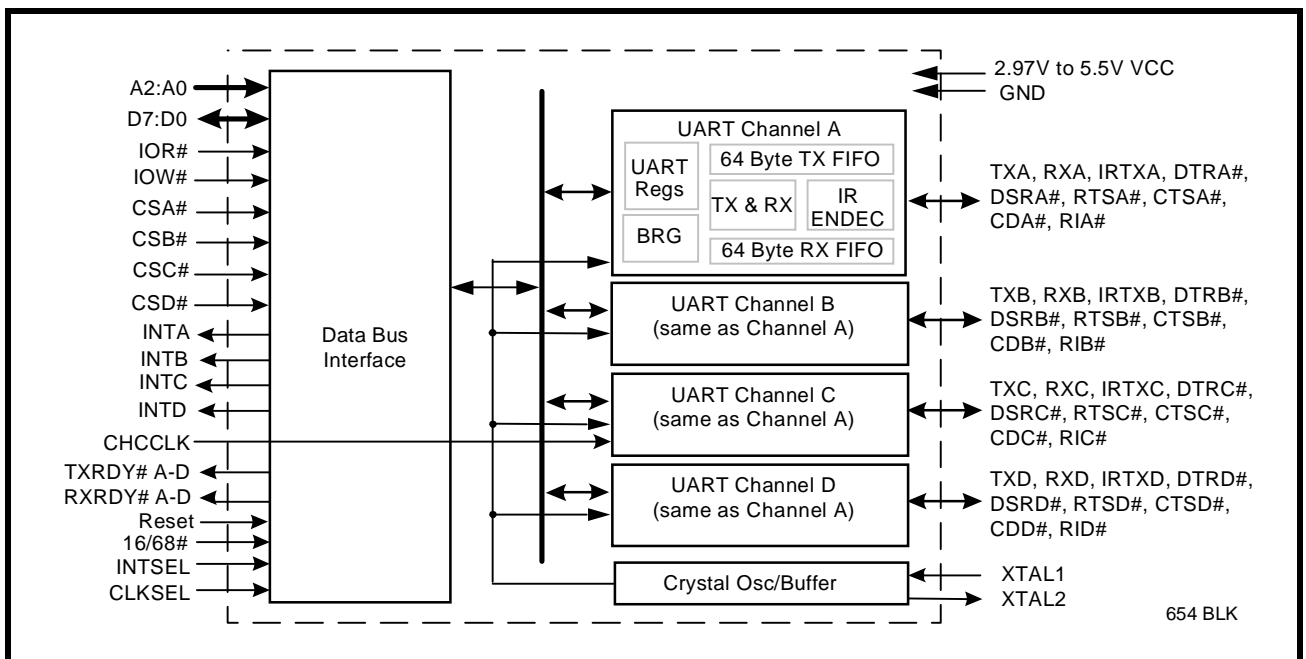 A2:A0
D7:D0
IOR#
IOW#
CSA#
CSB#
CSC#
CSD#
INTA
INTB
INTC
INTD
CHCCLK
TXRDY# A-D
RXRDY# A-D
Reset
16/68#
INTSEL
CLKSEL
Data Bus
Interface
UART Channel A
UART
Regs
BRG
64 Byte TX FIFO
TX & RX
IR
ENDEC
64 Byte RX FIFO
UART Channel B
(same as Channel A)
UART Channel C
(same as Channel A)
UART Channel D
(same as Channel A)
Crystal Osc/Buffer
2.97V to 5.5V VCC
GND
TXA, RXA, IRTXA, DTRA#,
DSRA#, RTSA#, CTSA#,
CDA#, RIA#
TXB, RXB, IRTXB, DTRB#,
DSRB#, RTSB#, CTSB#,
CDB#, RIB#
TXC, RXC, IRTXC, DTRC#,
DSRC#, RTSC#, CTSC#,
CDC#, RIC#
TXD, RXD, IRTXD, DTRD#,
DSRD#, RTSD#, CTSD#,
CDD#, RID#
XTAL1
XTAL2
654 BLK